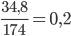 34,8/174 = 0,2